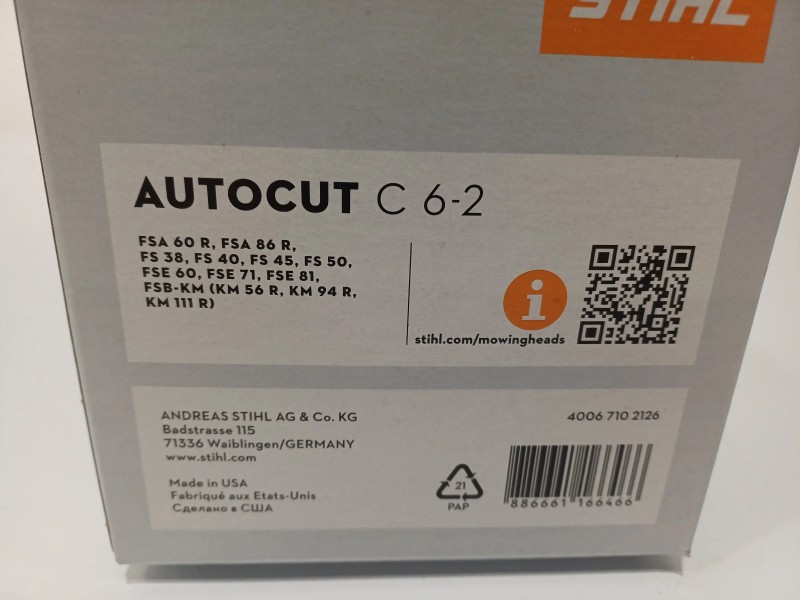 STIHL
AUTOCUT C 6-2
FSA 60 R, FSA 86 R,
FS 38, FS 40, FS 45, FS 50,
FSE 60, FSE 71, FSE 81,
FSB-KM (KM 56 R, KM 94 R,
KM 111 R)
i
stihl.com/mowingheads
ANDREAS STIHL AG & Co. KG
Badstrasse 115
71336 Waiblingen/GERMANY
www.stihl.com
Made in USA
Fabriqué aux Etats-Unis
Сделано в США
4006 710 2126
21
PAP
886661 166466